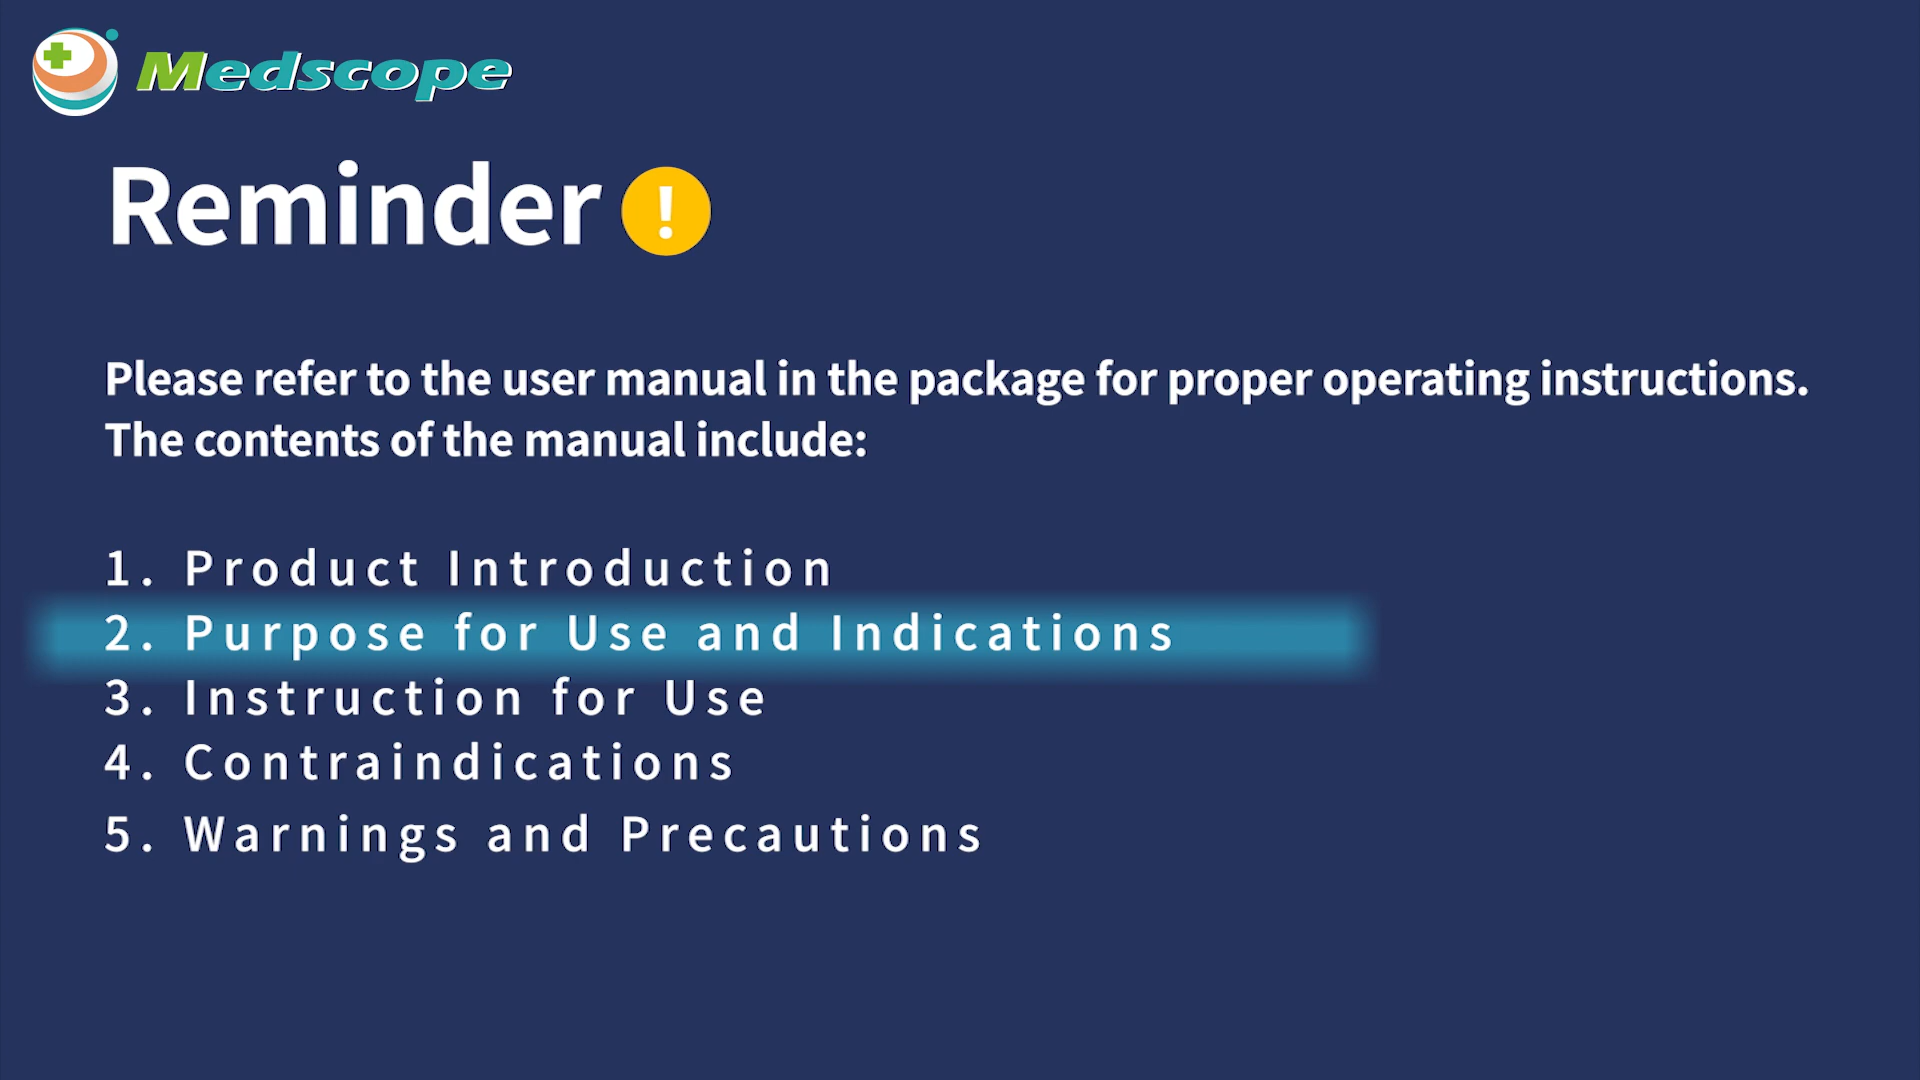 Medscope
Reminder !
Please refer to the user manual in the package for proper operating instructions.
The contents of the manual include:
1. Product Introduction
2. Purpose for Use and Indications
3. Instruction for Use
4. Contraindications
5. Warnings and Precautions